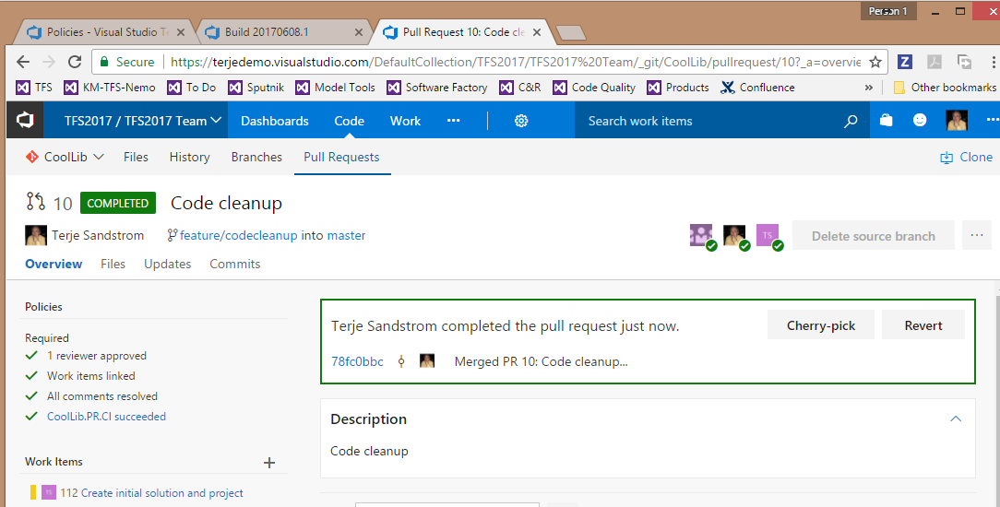 Person 1
Policies - Visual Studio Te
Build 20170608.1
Pull Request 10: Code cle
Secure
https://terjedemo.visualstudio.com/DefaultCollection/TFS2017/TFS2017%20Team/_git/CoolLib/pullrequest/10?_a=overvie
TFS
KM-TFS-Nemo
To Do
Sputnik
Model Tools
Software Factory
C&R
Code Quality
Products
Confluence
»
Other bookmarks
TFS2017 / TFS2017 Team
Dashboards
Code
Work
Search work items
CoolLib
Files
History
Branches
Pull Requests
Clone
10
COMPLETED
Code cleanup
Terje Sandstrom
feature/codecleanup into master
TS
Delete source branch
Overview
Files
Updates
Commits
Policies
Required
1 reviewer approved
Work items linked
All comments resolved
CoolLib.PR.CI succeeded
Work Items
TS
112 Create initial solution and project
Terje Sandstrom completed the pull request just now.
Cherry-pick
Revert
78fc0bbc
Merged PR 10: Code cleanup...
Description
Code cleanup